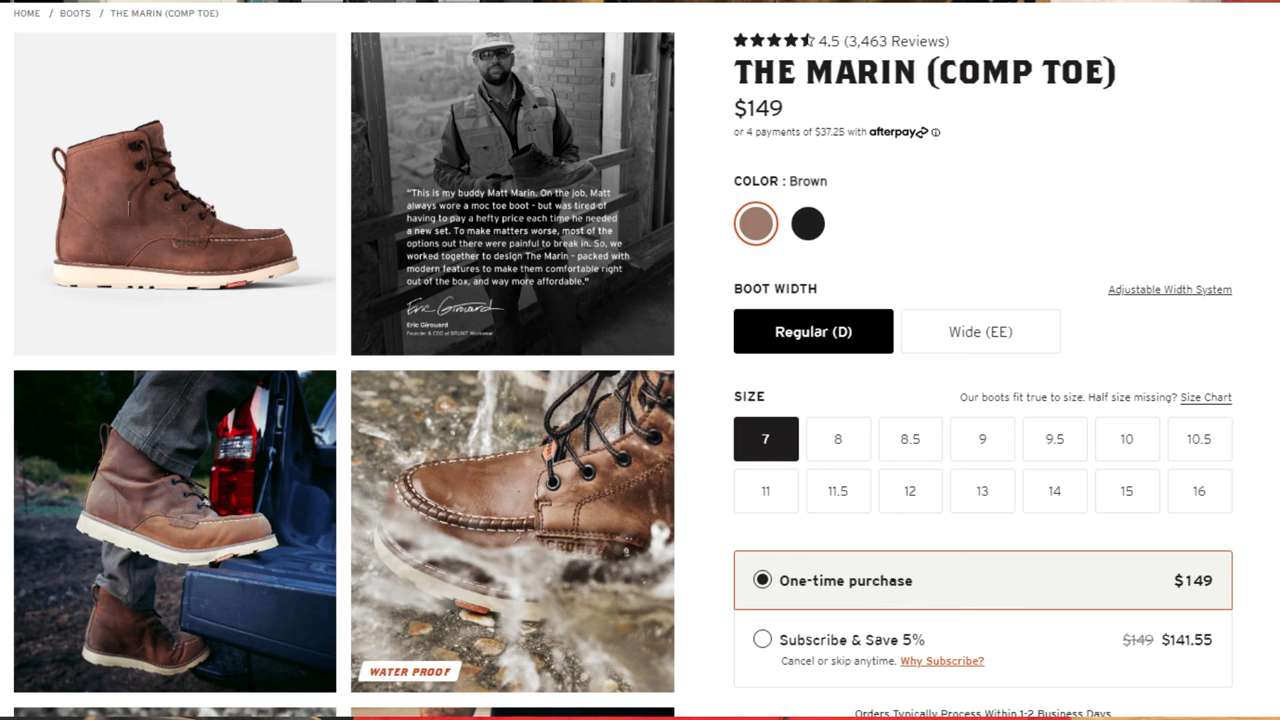 HOME / BOOTS / THE MARIN (COMP TOE)
"This is my buddy Matt Marin. On the job, Matt
always wore a moc toe boot - but was tired of
having to pay a hefty price each time he needed
a new set. To make matters worse, most of the
options out there were painful to break in. So, we
worked together to design The Marin - packed with
modern features to make them comfortable right
out of the box, and way more affordable."
Eric Girouard
Eric Girouard
Founder & CEO at BRUNT Workwear
WATER PROOF
4.5 (3,463 Reviews)
THE MARIN (COMP TOE)
$149
or 4 payments of $37.25 with afterpay
COLOR : Brown
BOOT WIDTH Adjustable Width System
Regular (D) Wide (EE)
SIZE Our boots fit true to size. Half size missing? Size Chart
7 8 8.5 9 9.5 10 10.5
11 11.5 12 13 14 15 16
One-time purchase $149
Subscribe & Save 5% $149 $141.55
Cancel or skip anytime. Why Subscribe?
Orders Typically Process Within 1-2 Business Days